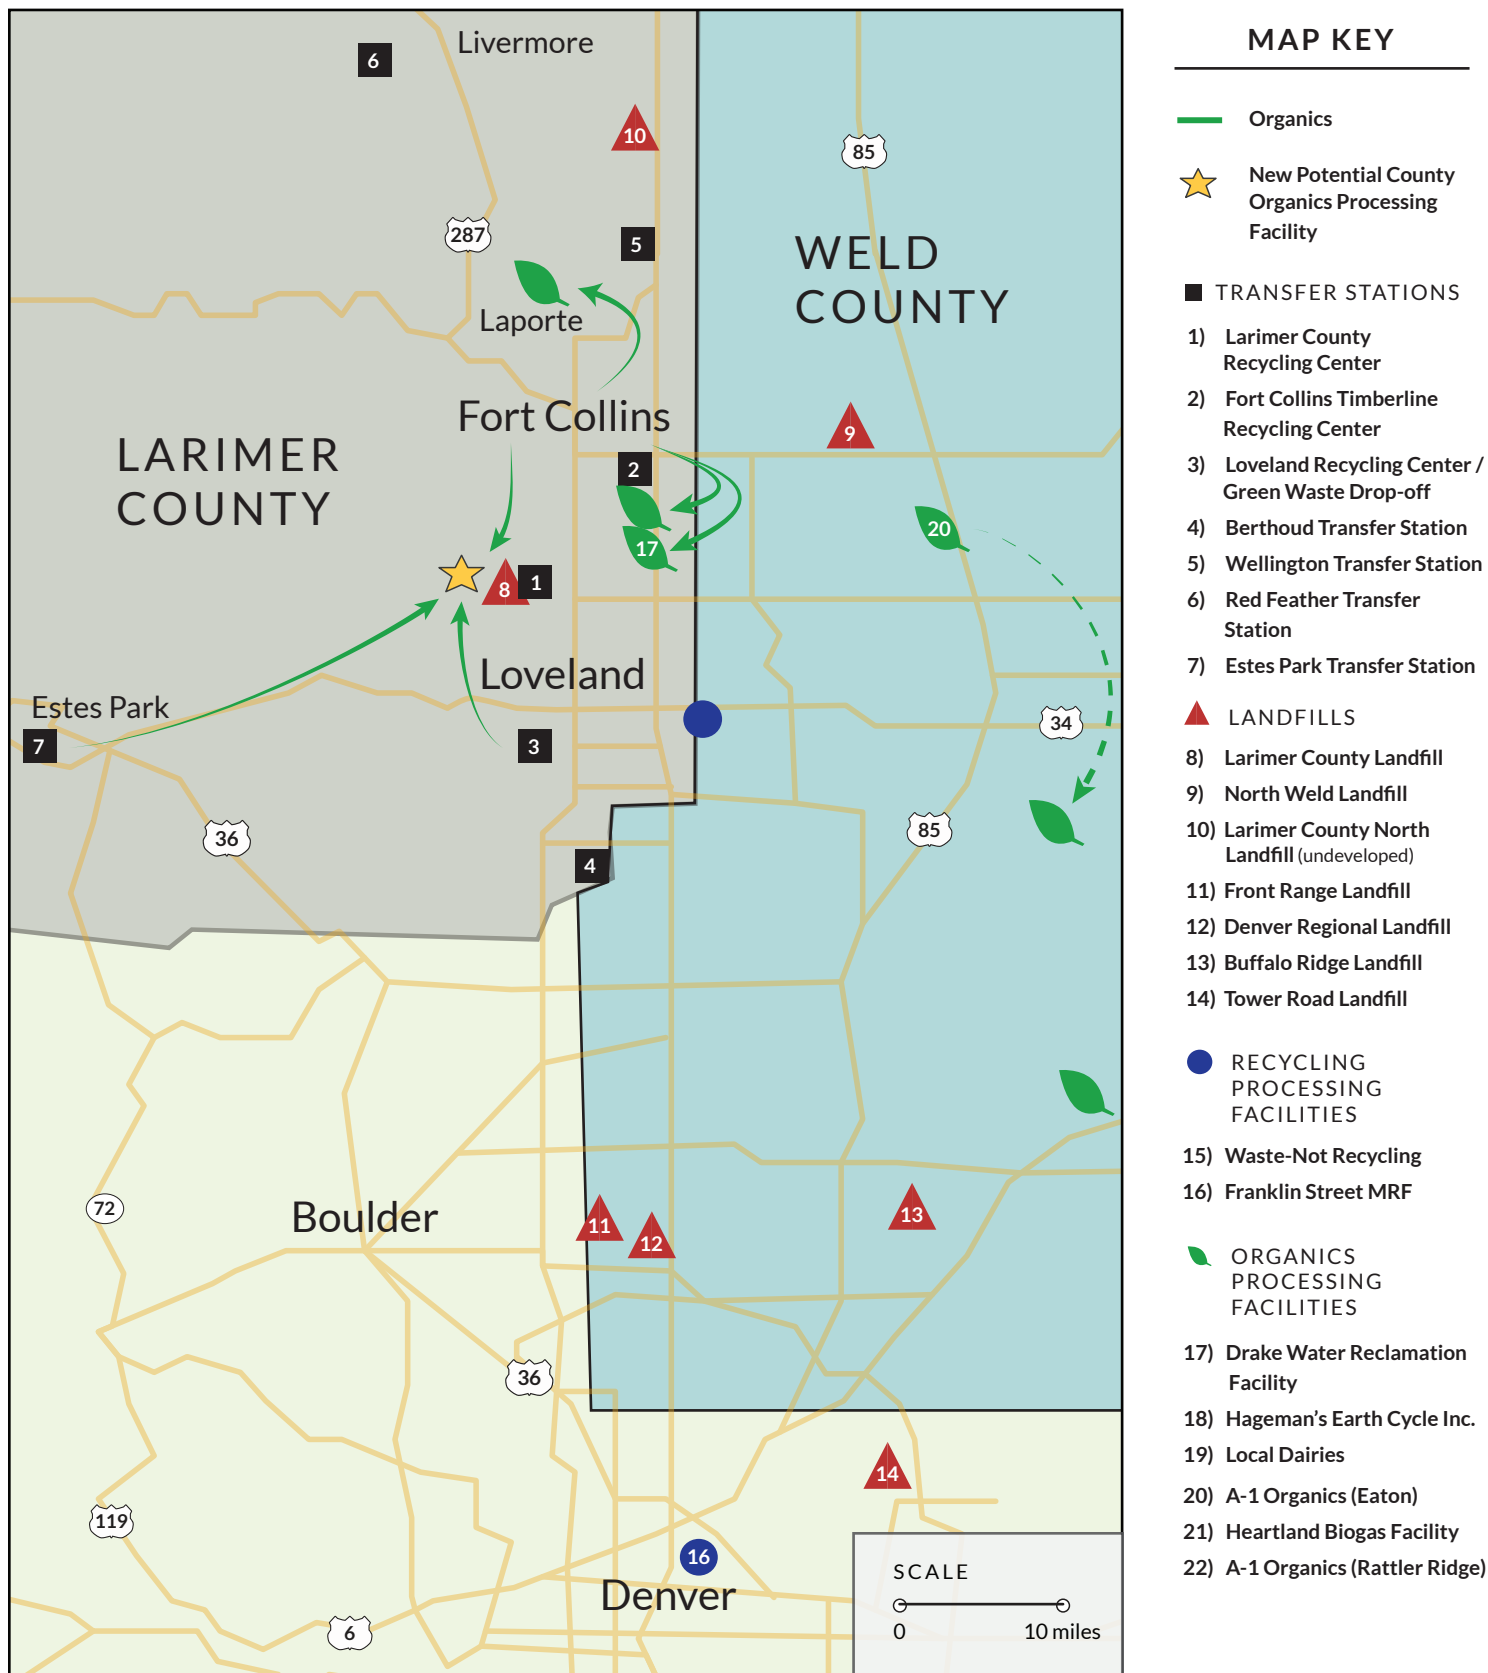 Livermore
6
10
85
287
5
WELD
COUNTY
Laporte
Fort Collins
9
LARIMER
COUNTY
2
20
17
8
1
Loveland
Estes Park
7
3
34
36
85
4
72
Boulder
11
12
13
36
14
119
16
Denver
6
SCALE
0
10 miles
MAP KEY
Organics
New Potential County
Organics Processing
Facility
TRANSFER STATIONS
1) Larimer County
Recycling Center
2) Fort Collins Timberline
Recycling Center
3) Loveland Recycling Center /
Green Waste Drop-off
4) Berthoud Transfer Station
5) Wellington Transfer Station
6) Red Feather Transfer
Station
7) Estes Park Transfer Station
LANDFILLS
8) Larimer County Landfill
9) North Weld Landfill
10) Larimer County North
Landfill (undeveloped)
11) Front Range Landfill
12) Denver Regional Landfill
13) Buffalo Ridge Landfill
14) Tower Road Landfill
RECYCLING
PROCESSING
FACILITIES
15) Waste-Not Recycling
16) Franklin Street MRF
ORGANICS
PROCESSING
FACILITIES
17) Drake Water Reclamation
Facility
18) Hageman's Earth Cycle Inc.
19) Local Dairies
20) A-1 Organics (Eaton)
21) Heartland Biogas Facility
22) A-1 Organics (Rattler Ridge)